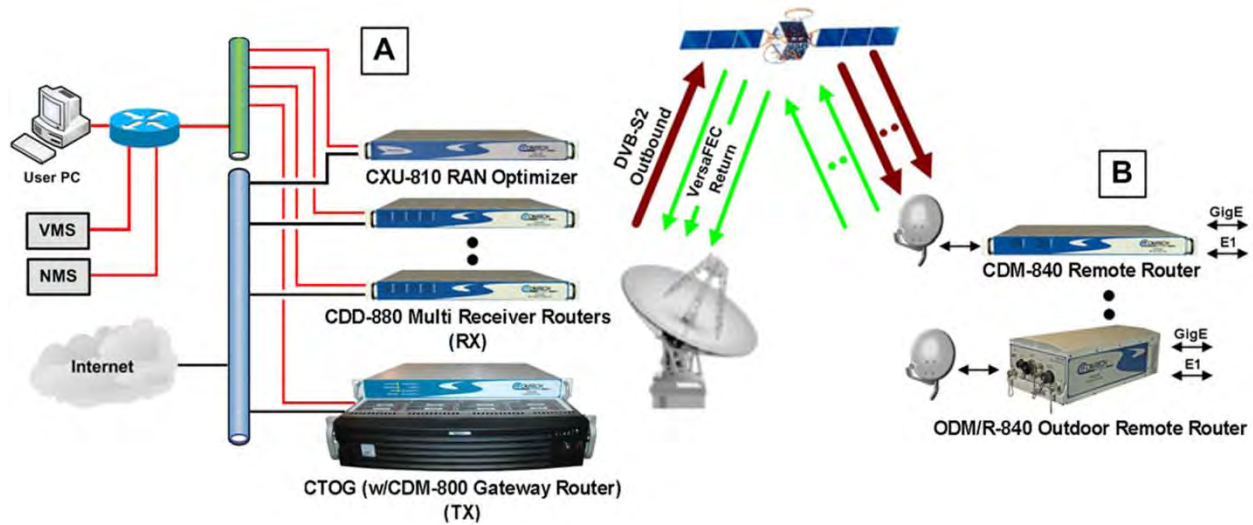 A
User PC
VMS
NMS
Internet
CXU-810 RAN Optimizer
CDD-880 Multi Receiver Routers
(RX)
CTOG (w/CDM-800 Gateway Router)
(TX)
DVB-S2
Outbound
VersaFEC
Return
B
GigE
E1
CDM-840 Remote Router
GigE
E1
ODM/R-840 Outdoor Remote Router